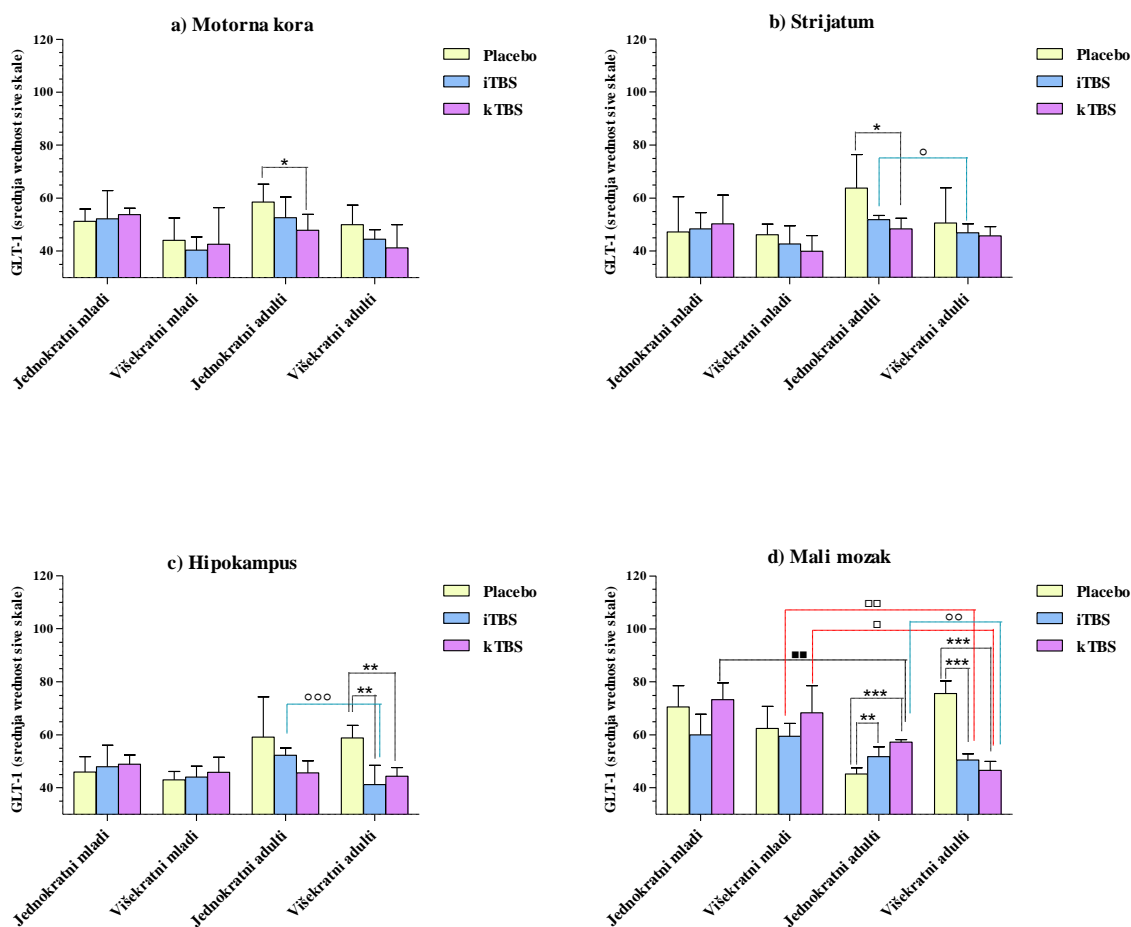 a) Motorna kora
GLT-1 (srednja vrednost sive skale)
120
100
80
60
40
*
Placebo
iTBS
kTBS
Jednokratni mladi
Višekratni mladi
Jednokratni adulti
Višekratni adulti
b) Strijatum
GLT-1 (srednja vrednost sive skale)
120
100
80
60
40
*
○
Placebo
iTBS
kTBS
Jednokratni mladi
Višekratni mladi
Jednokratni adulti
Višekratni adulti
c) Hipokampus
GLT-1 (srednja vrednost sive skale)
120
100
80
60
40
○○○
**
**
Placebo
iTBS
kTBS
Jednokratni mladi
Višekratni mladi
Jednokratni adulti
Višekratni adulti
d) Mali mozak
GLT-1 (srednja vrednost sive skale)
120
100
80
60
40
□□
○○
□
***
■■
***
***
**
Placebo
iTBS
kTBS
Jednokratni mladi
Višekratni mladi
Jednokratni adulti
Višekratni adulti